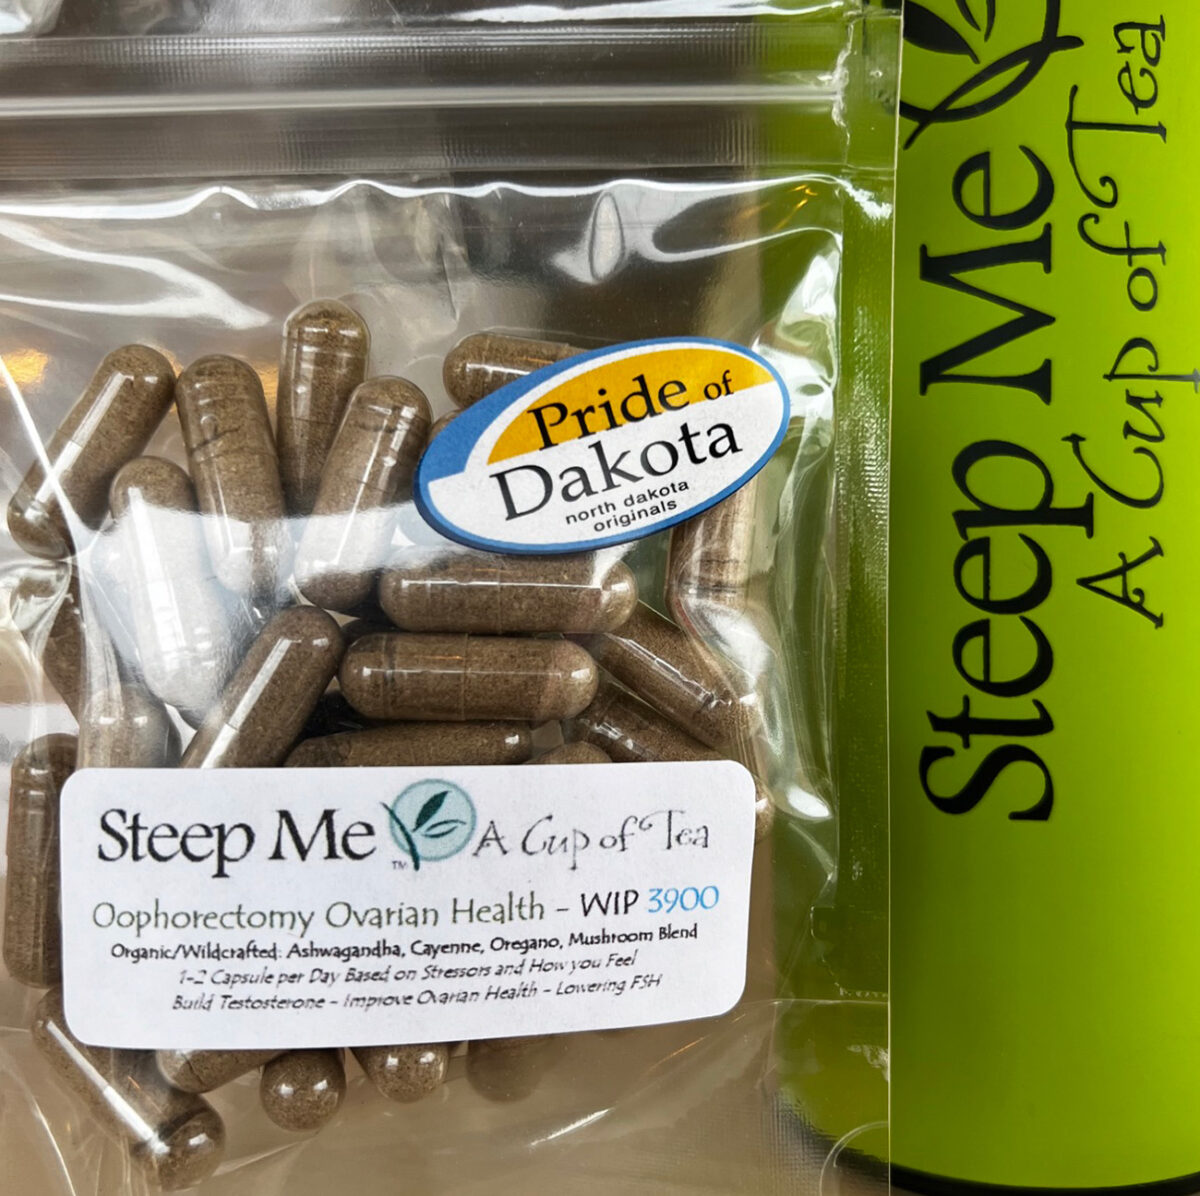 Pride of
Dakota
north dakota
originals
Steep Me
TM
A Cup of Tea
Oophorectomy Ovarian Health - WIP 3900
Organic/Wildcrafted: Ashwagandha, Cayenne, Oregano, Mushroom Blend
1-2 Capsule per Day Based on Stressors and How you Feel
Build Testosterone - Improve Ovarian Health - Lowering FSH
Steep Me
A Cup of Tea